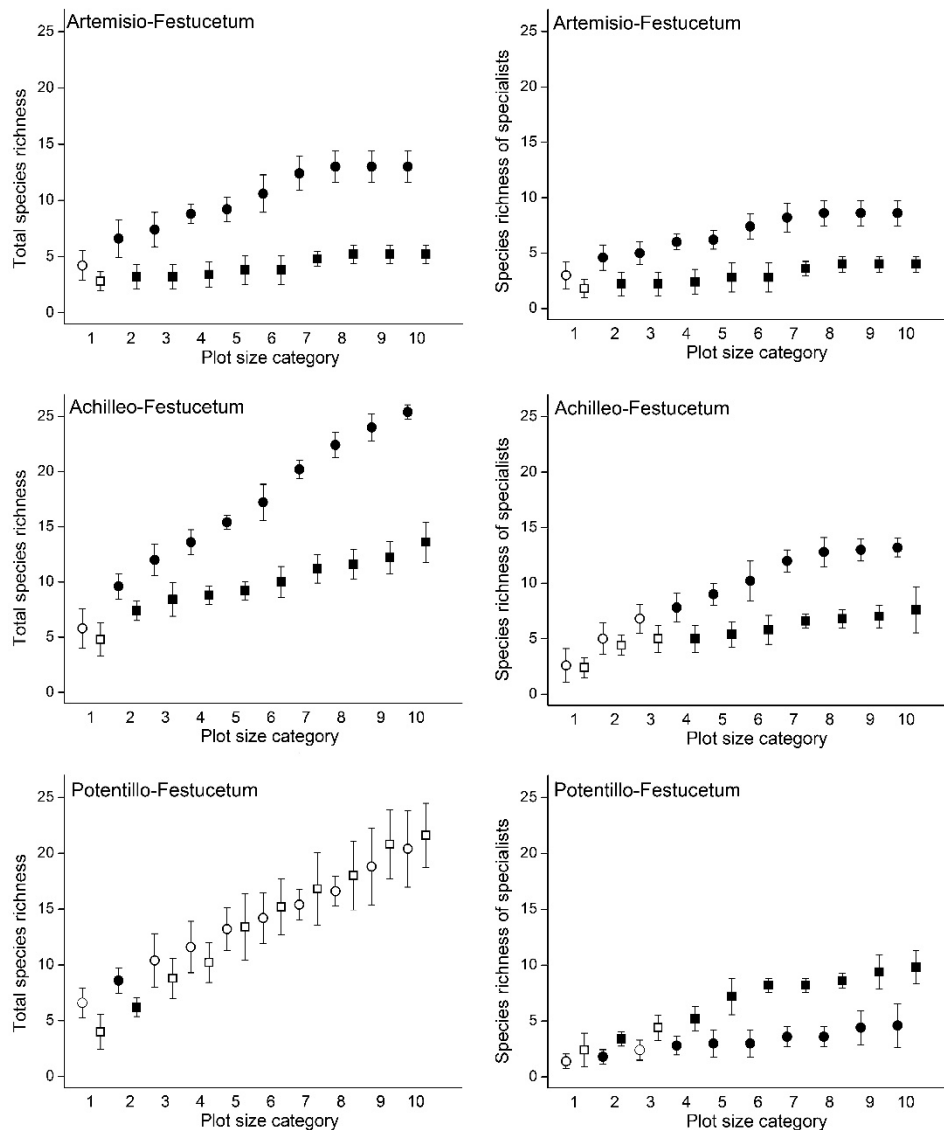 Artemisio-Festucetum
Total species richness
25
20
15
10
5
0
1 2 3 4 5 6 7 8 9 10
Plot size category
Artemisio-Festucetum
Species richness of specialists
25
20
15
10
5
0
1 2 3 4 5 6 7 8 9 10
Plot size category
Achilleo-Festucetum
Total species richness
25
20
15
10
5
0
1 2 3 4 5 6 7 8 9 10
Plot size category
Achilleo-Festucetum
Species richness of specialists
25
20
15
10
5
0
1 2 3 4 5 6 7 8 9 10
Plot size category
Potentillo-Festucetum
Total species richness
25
20
15
10
5
0
1 2 3 4 5 6 7 8 9 10
Plot size category
Potentillo-Festucetum
Species richness of specialists
25
20
15
10
5
0
1 2 3 4 5 6 7 8 9 10
Plot size category